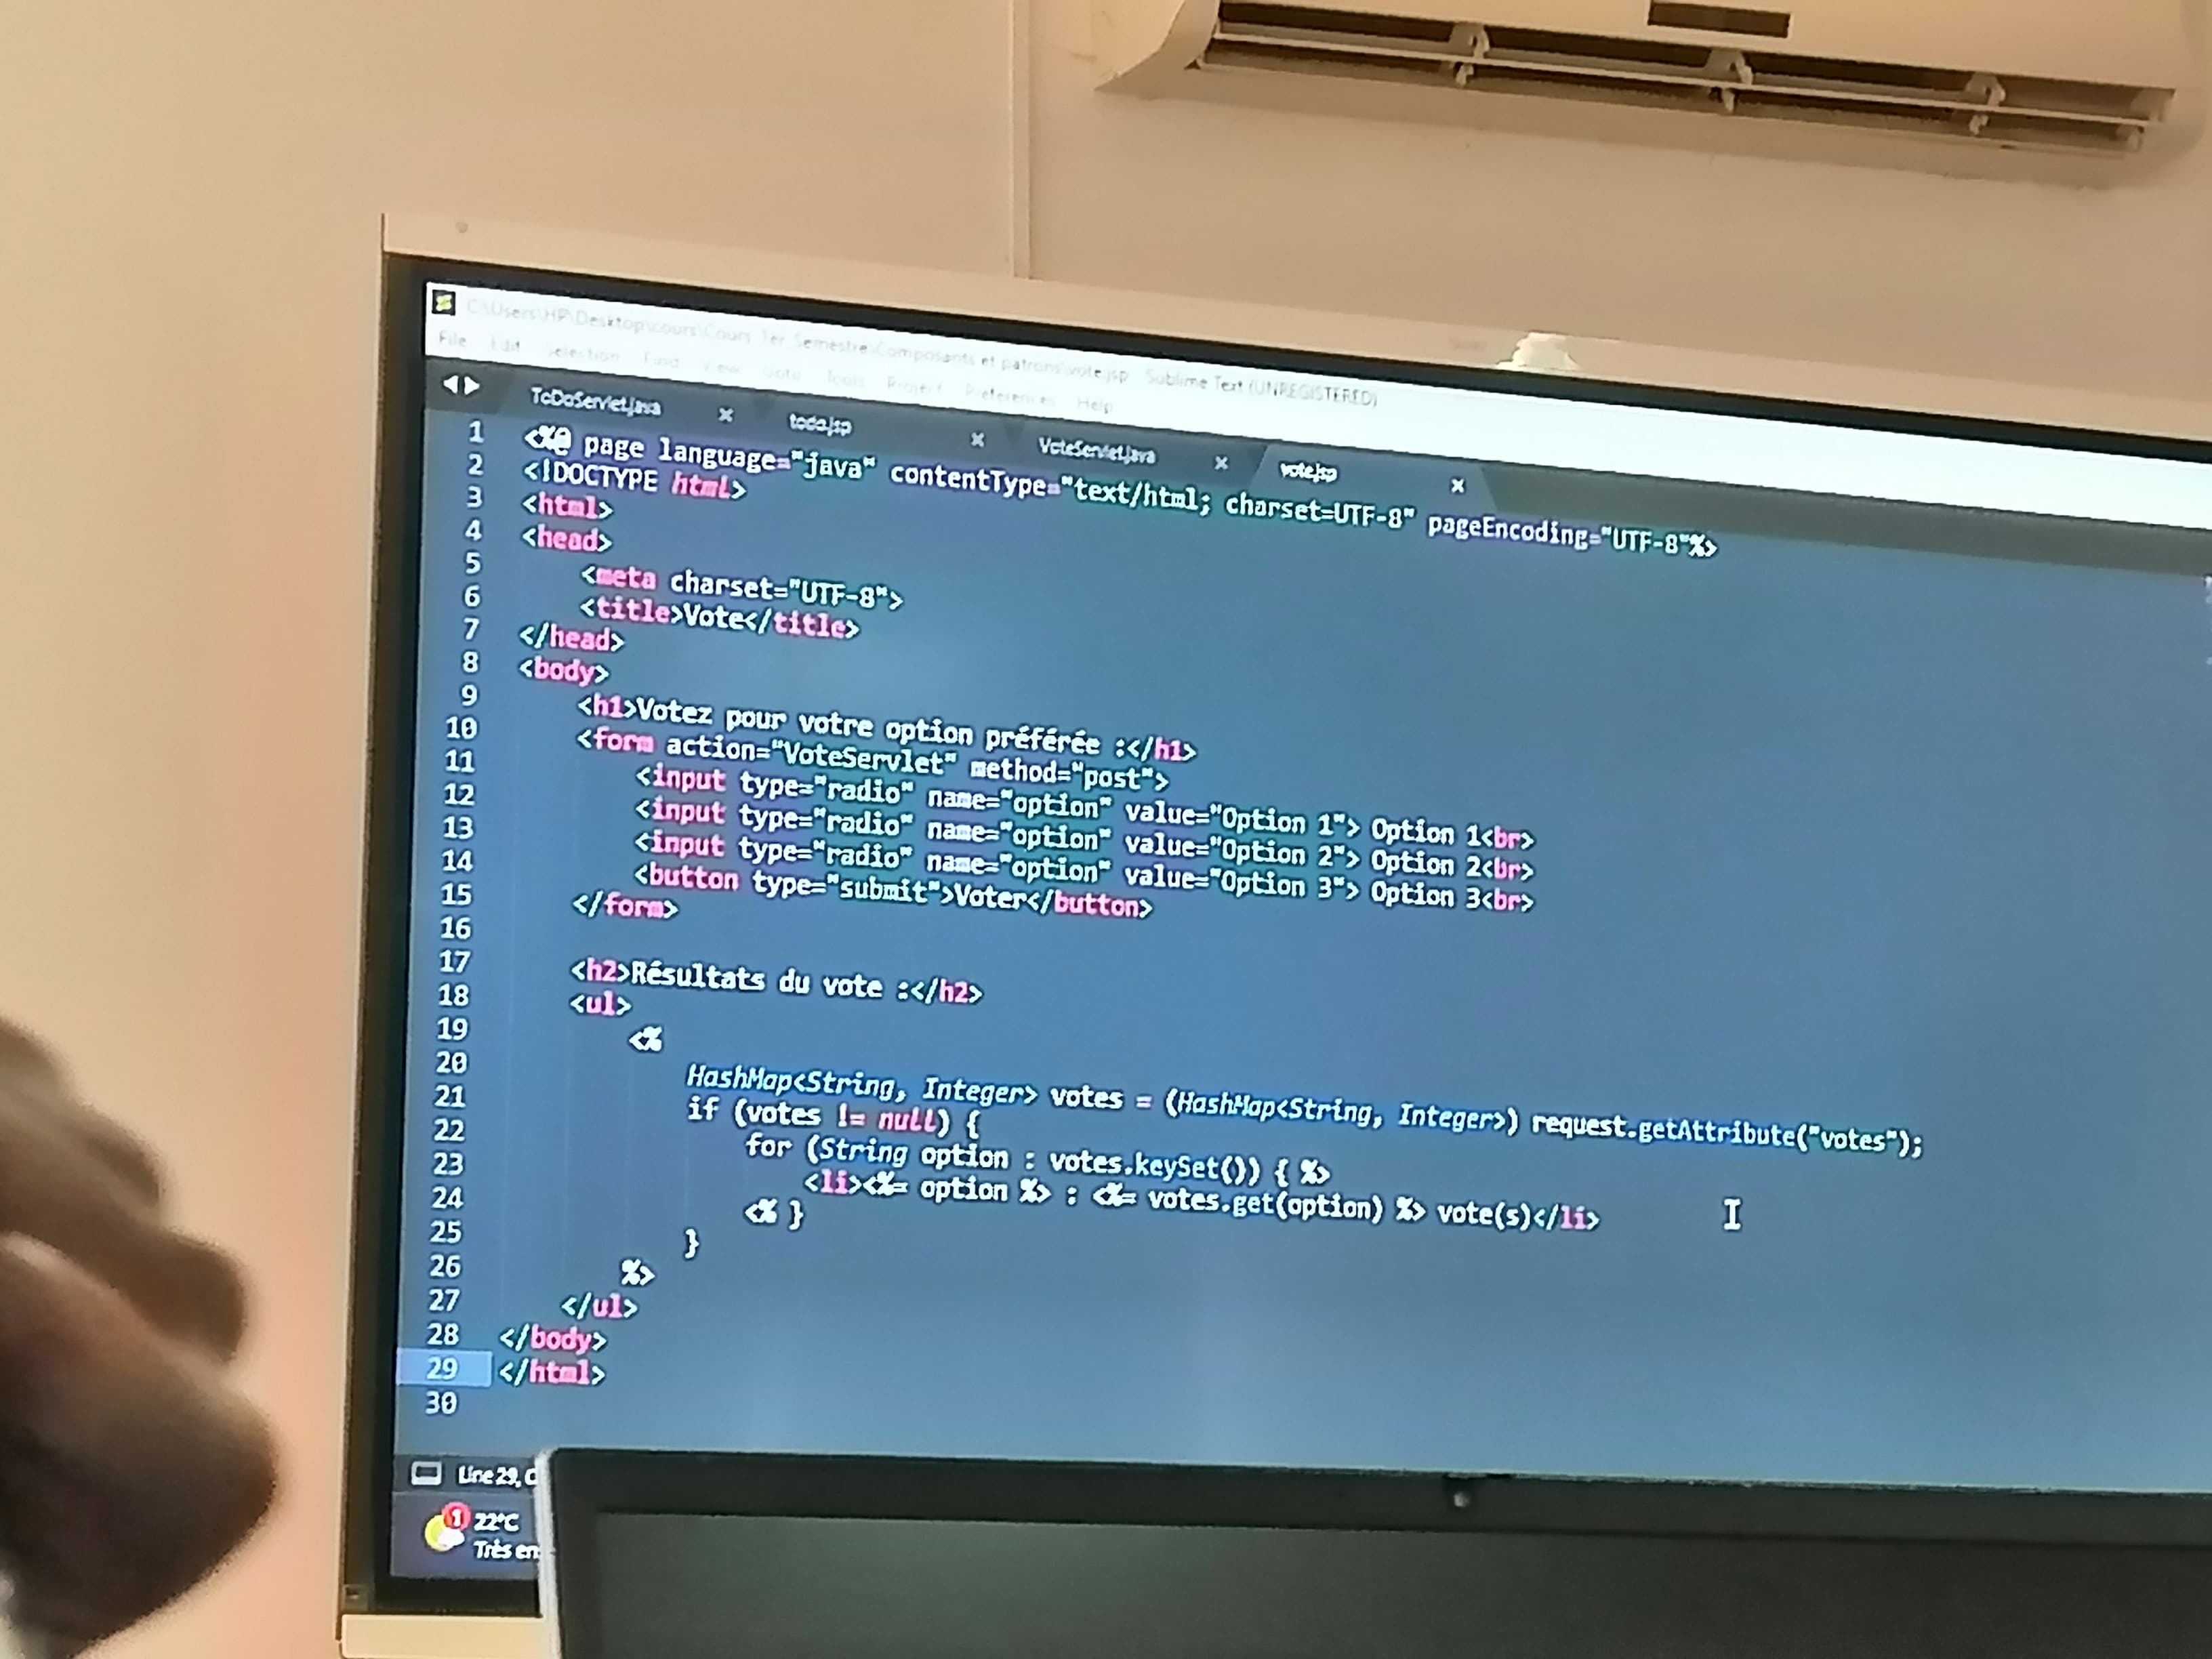 C:\Users\HP\Desktop\cours\Cours 1er Semestre\Composants et patrons\vote.jsp Sublime Text (UNREGISTERED)
File Edit Selection Find View Goto Tools Project Preferences Help
ToDoServlet.java × todo.jsp × VoteServlet.java × vote.jsp ×
1 <%@ page language="java" contentType="text/html; charset=UTF-8" pageEncoding="UTF-8"%>
2 <!DOCTYPE html>
3 <html>
4 <head>
5     <meta charset="UTF-8">
6     <title>Vote</title>
7 </head>
8 <body>
9     <h1>Votez pour votre option préférée :</h1>
10     <form action="VoteServlet" method="post">
11         <input type="radio" name="option" value="Option 1"> Option 1<br>
12         <input type="radio" name="option" value="Option 2"> Option 2<br>
13         <input type="radio" name="option" value="Option 3"> Option 3<br>
14         <button type="submit">Voter</button>
15     </form>
16
17     <h2>Résultats du vote :</h2>
18     <ul>
19         <%
20             HashMap<String, Integer> votes = (HashMap<String, Integer>) request.getAttribute("votes");
21             if (votes != null) {
22                 for (String option : votes.keySet()) { %>
23                     <li><%= option %> : <%= votes.get(option) %> vote(s)</li>
24                 <% }
25             }
26         %>
27     </ul>
28 </body>
29 </html>
30
Line 29, C
1 22°C
Très en